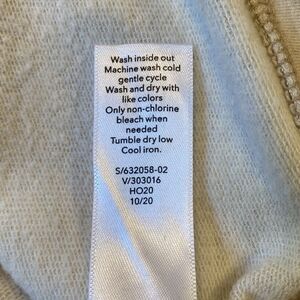 Wash inside out
Machine wash cold
gentle cycle
Wash and dry with
like colors
Only non-chlorine
bleach when
needed
Tumble dry low
Cool iron.
S/632058-02
V/303016
HO20
10/20